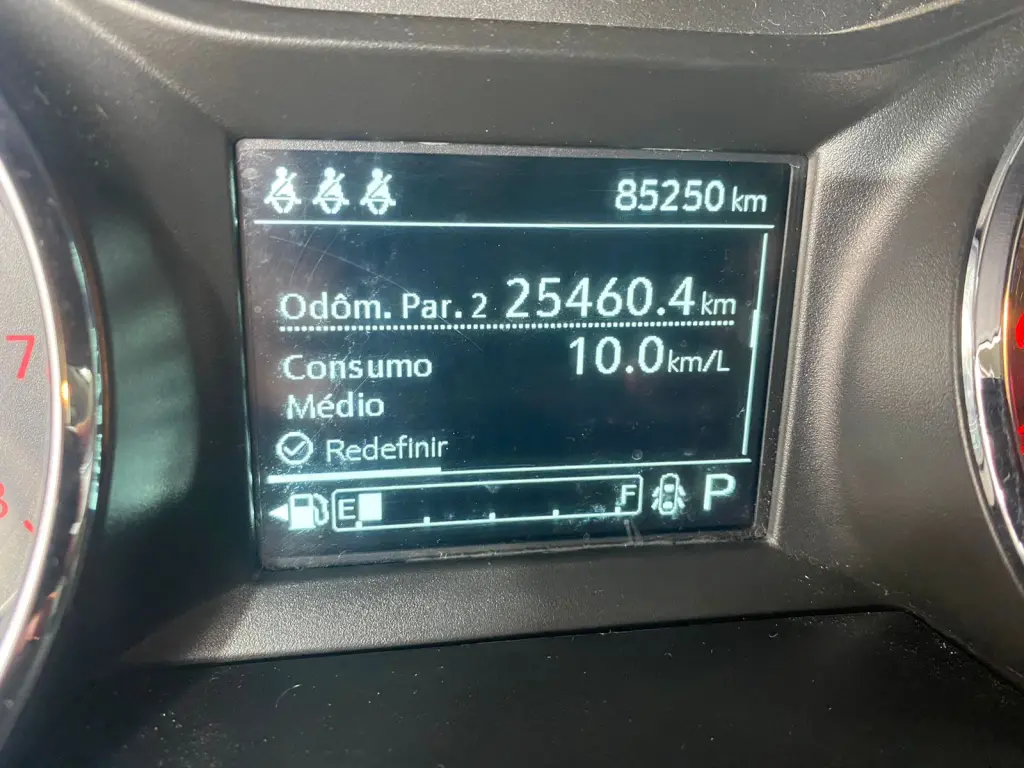 85250 km
Odôm. Par. 2 25460.4 km
Consumo 10.0 km/L
Médio
Redefinir
E F P
7